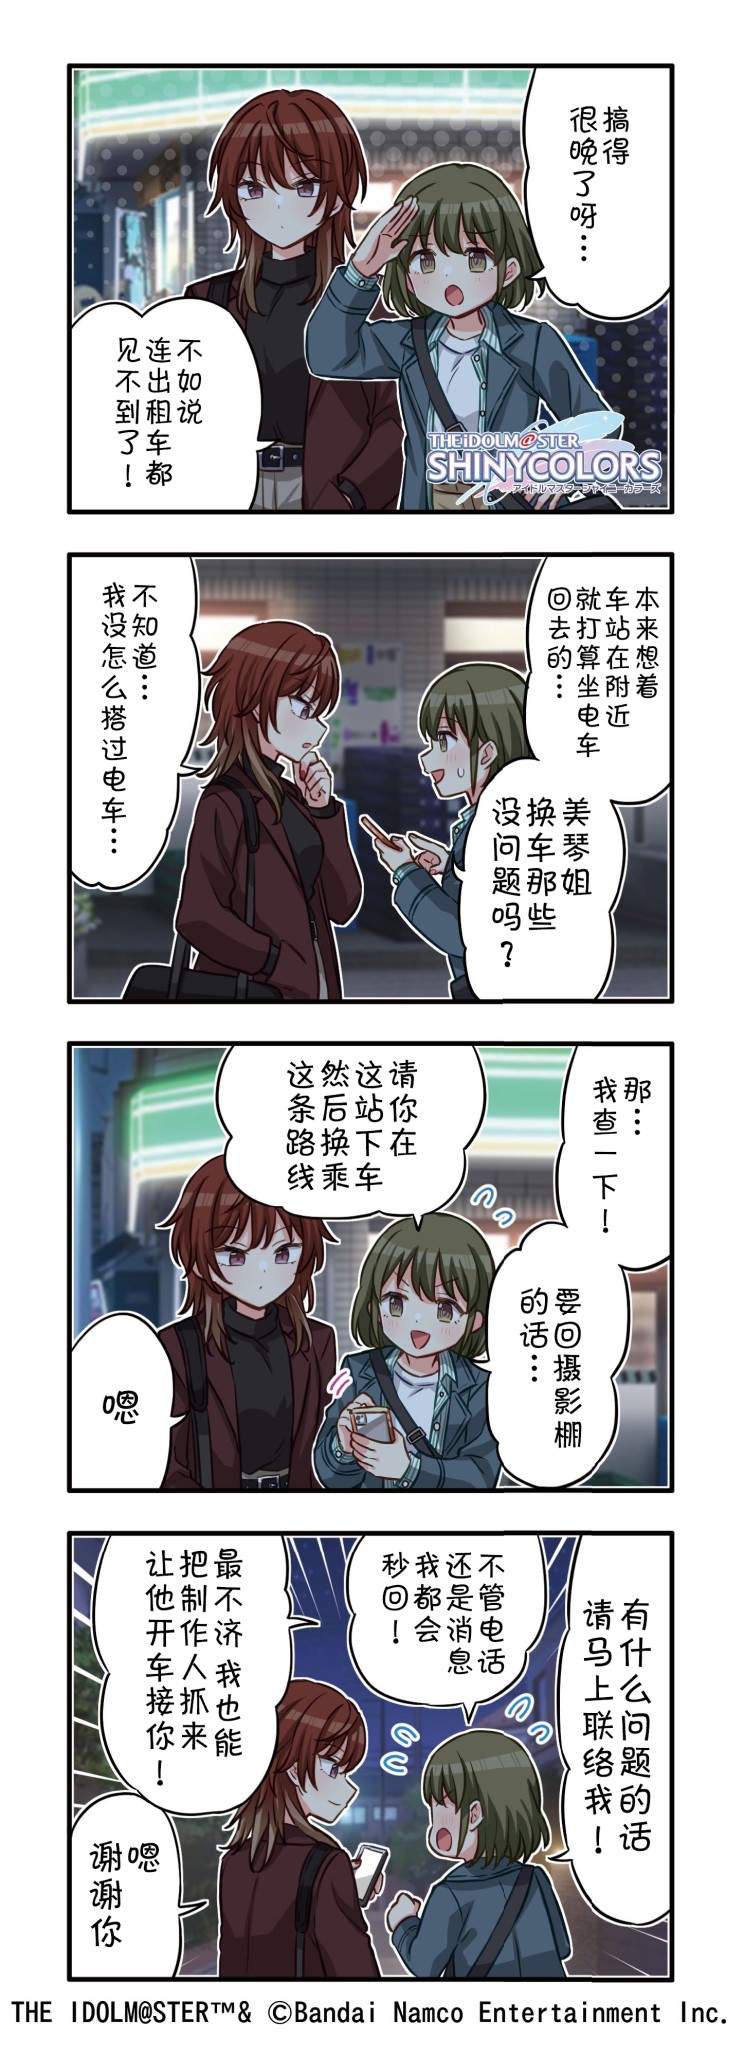 搞得
很晚了呀…
不如说
连出租车都
见不到了！
THE iDOLM@STER
SHINYCOLORS
アイドルマスターシャイニーカラーズ
本来想着
车站在附近
就打算坐电车
回去的…
美琴姐
换车那些
没问题吗？
不知道…
我没怎么搭过电车…
那…
我查一下！
要回摄影棚
的话…
请你在
这站下车
然后换乘
这条路线
嗯
有什么问题的话
请马上联络我！
不管电话
还是消息
我都会
秒回！
最不济 我也能
把制作人抓来
让他开车接你！
嗯
谢谢你
THE IDOLM@STER™& ©Bandai Namco Entertainment Inc.